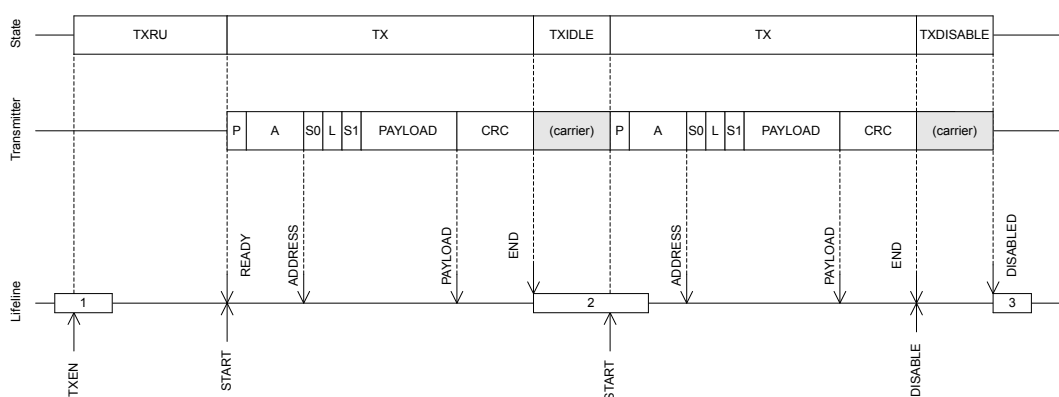 State
TXRU
TX
TXIDLE
TX
TXDISABLE
Transmitter
P
A
S0
L
S1
PAYLOAD
CRC
(carrier)
P
A
S0
L
S1
PAYLOAD
CRC
(carrier)
READY
ADDRESS
PAYLOAD
END
ADDRESS
PAYLOAD
END
DISABLED
Lifeline
1
2
3
TXEN
START
START
DISABLE